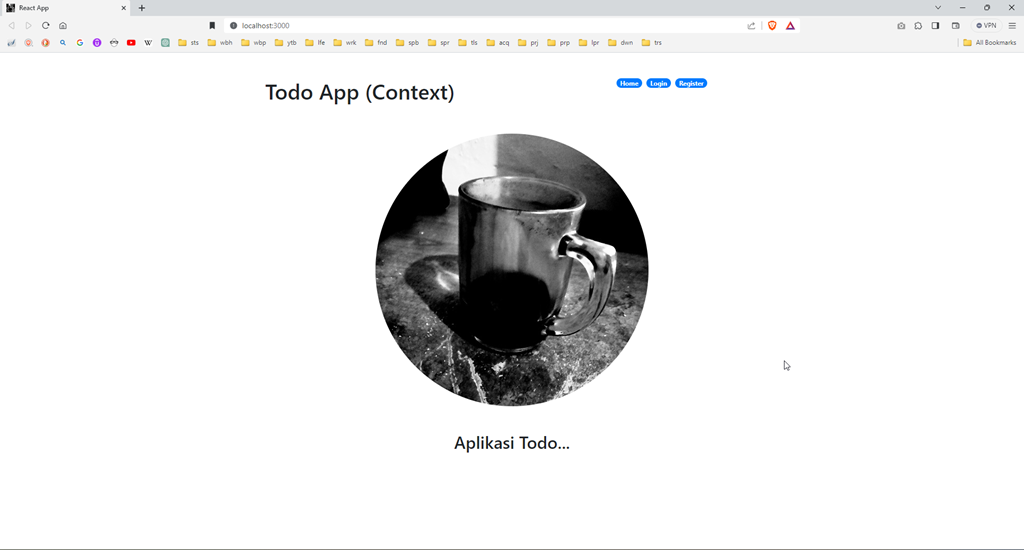 React App
localhost:3000
VPN
sts
wbh
wbp
ytb
lfe
wrk
fnd
spb
spr
tls
acq
prj
prp
lpr
dwn
trs
All Bookmarks
Todo App (Context)
Home
Login
Register
Aplikasi Todo...